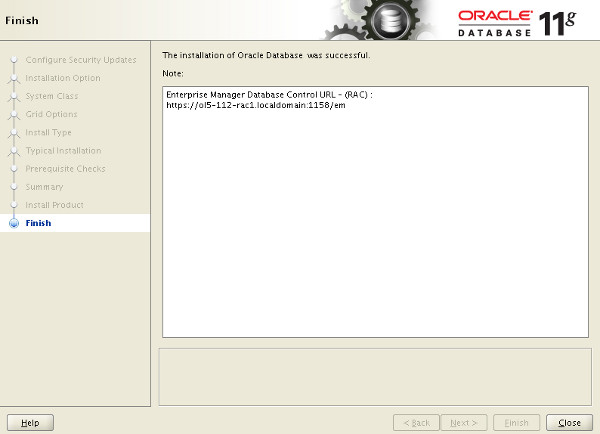 Finish
ORACLE
DATABASE
11g
Configure Security Updates
Installation Option
System Class
Grid Options
Install Type
Typical Installation
Prerequisite Checks
Summary
Install Product
Finish
The installation of Oracle Database was successful.
Note:
Enterprise Manager Database Control URL - (RAC) :
https://ol5-112-rac1.localdomain:1158/em
Help
< Back
Next >
Finish
Close